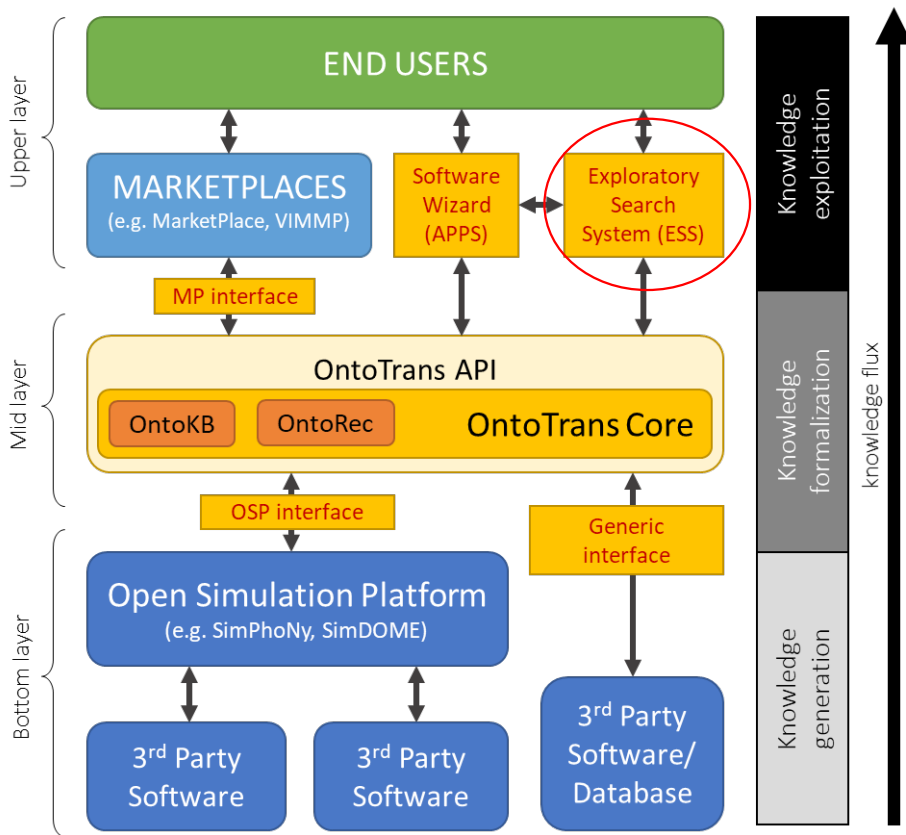 END USERS
Upper layer
MARKETPLACES
(e.g. MarketPlace, VIMMP)
Software
Wizard
(APPS)
Exploratory
Search
System (ESS)
Knowledge
exploitation
MP interface
Mid layer
OntoTrans API
OntoKB
OntoRec
OntoTrans Core
Knowledge
formalization
knowledge flux
OSP interface
Generic
interface
Bottom layer
Open Simulation Platform
(e.g. SimPhoNy, SimDOME)
Knowledge
generation
3rd Party
Software
3rd Party
Software
3rd Party
Software/
Database